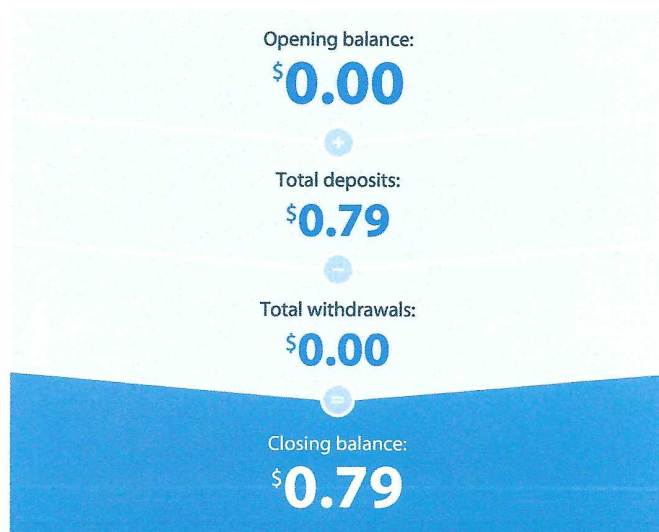 Opening balance:
$0.00
+
Total deposits:
$0.79
-
Total withdrawals:
$0.00
=
Closing balance:
$0.79